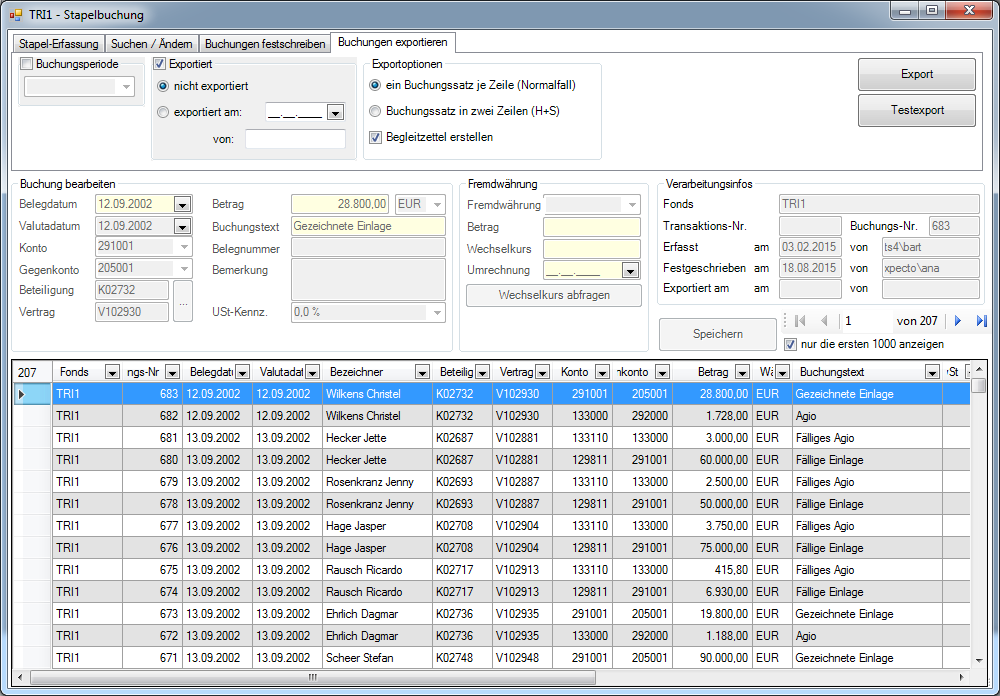 TRI1 - Stapelbuchung
Stapel-Erfassung Suchen / Ändern Buchungen festschreiben Buchungen exportieren
Buchungsperiode Exportiert Exportoptionen
nicht exportiert ein Buchungssatz je Zeile (Normalfall) Export
exportiert am: __.__.____ Buchungssatz in zwei Zeilen (H+S) Testexport
von: Begleitzettel erstellen
Buchung bearbeiten Fremdwährung Verarbeitungsinfos
Belegdatum 12.09.2002 Betrag 28.800,00 EUR Fremdwährung Fonds TRI1
Valutadatum 12.09.2002 Buchungstext Gezeichnete Einlage Betrag Transaktions-Nr. Buchungs-Nr. 683
Konto 291001 Belegnummer Wechselkurs Erfasst am 03.02.2015 von ts4\bart
Gegenkonto 205001 Bemerkung Umrechnung __.__.____ Festgeschrieben am 18.08.2015 von xpecto\ana
Beteiligung K02732 ... Wechselkurs abfragen Exportiert am am von
Vertrag V102930 USt-Kennz. 0,0 %
Speichern 1 von 207
nur die ersten 1000 anzeigen
207 Fonds ngs-Nr Belegdatu Valutadat Bezeichner Beteilig Vertrag Konto nkonto Betrag Wä Buchungstext St
TRI1 683 12.09.2002 12.09.2002 Wilkens Christel K02732 V102930 291001 205001 28.800,00 EUR Gezeichnete Einlage
TRI1 682 12.09.2002 12.09.2002 Wilkens Christel K02732 V102930 133000 292000 1.728,00 EUR Agio
TRI1 681 13.09.2002 13.09.2002 Hecker Jette K02687 V102881 133110 133000 3.000,00 EUR Fälliges Agio
TRI1 680 13.09.2002 13.09.2002 Hecker Jette K02687 V102881 129811 291001 60.000,00 EUR Fällige Einlage
TRI1 679 13.09.2002 13.09.2002 Rosenkranz Jenny K02693 V102887 133110 133000 2.500,00 EUR Fälliges Agio
TRI1 678 13.09.2002 13.09.2002 Rosenkranz Jenny K02693 V102887 129811 291001 50.000,00 EUR Fällige Einlage
TRI1 677 13.09.2002 13.09.2002 Hage Jasper K02708 V102904 133110 133000 3.750,00 EUR Fälliges Agio
TRI1 676 13.09.2002 13.09.2002 Hage Jasper K02708 V102904 129811 291001 75.000,00 EUR Fällige Einlage
TRI1 675 13.09.2002 13.09.2002 Rausch Ricardo K02717 V102913 133110 133000 415,80 EUR Fälliges Agio
TRI1 674 13.09.2002 13.09.2002 Rausch Ricardo K02717 V102913 129811 291001 6.930,00 EUR Fällige Einlage
TRI1 673 13.09.2002 13.09.2002 Ehrlich Dagmar K02736 V102935 291001 205001 19.800,00 EUR Gezeichnete Einlage
TRI1 672 13.09.2002 13.09.2002 Ehrlich Dagmar K02736 V102935 133000 292000 1.188,00 EUR Agio
TRI1 671 13.09.2002 13.09.2002 Scheer Stefan K02748 V102948 291001 205001 90.000,00 EUR Gezeichnete Einlage